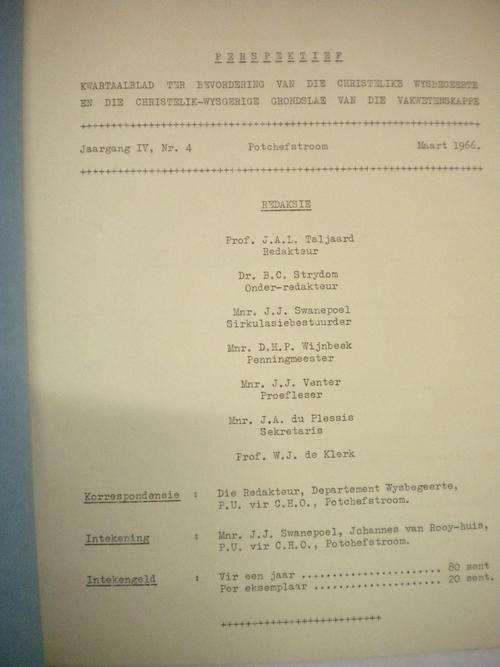 PERSPEKTIEF
KWARTAALBLAD TER BEVORDERING VAN DIE CHRISTELIKE WYSBEGEERTE
EN DIE CHRISTELIK-WYSGERIGE GRONDSLAE VAN DIE VAKWETENSKAPPE
++++++++++++++++++++++++++++++++++++++++++++++++++++++++++++
Jaargang IV, Nr. 4 Potchefstroom Maart 1966.
++++++++++++++++++++++++++++++++++++++++++++++++++++++++++++
REDAKSIE
Prof. J.A.L. Taljaard
Redakteur
Dr. B.C. Strydom
Onder-redakteur
Mnr. J.J. Swanepoel
Sirkulasiebestuurder
Mnr. D.H.P. Wijnbeek
Penningmeester
Mnr. J.J. Venter
Proefleser
Mnr. J.A. du Plessis
Sekretaris
Prof. W.J. de Klerk
Korrespondensie : Die Redakteur, Departement Wysbegeerte,
P.U. vir C.H.O., Potchefstroom.
Intekening : Mnr. J.J. Swanepoel, Johannes van Rooy-huis,
P.U. vir C.H.O., Potchefstroom.
Intekengeld : Vir een jaar ...................... 80 sent
Per eksemplaar .................... 20 sent.
++++++++++++++++++++++++++